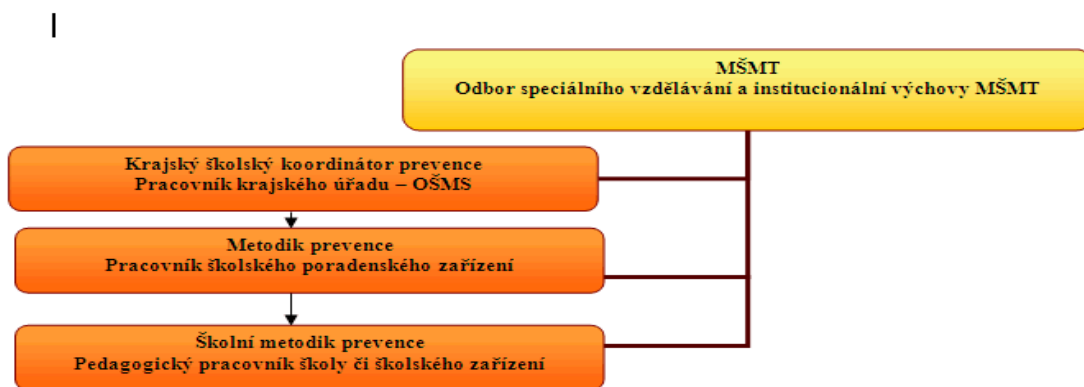 MŠMT
Odbor speciálního vzdělávání a institucionální výchovy MŠMT
Krajský školský koordinátor prevence
Pracovník krajského úřadu – OŠMS
Metodik prevence
Pracovník školského poradenského zařízení
Školní metodik prevence
Pedagogický pracovník školy či školského zařízení